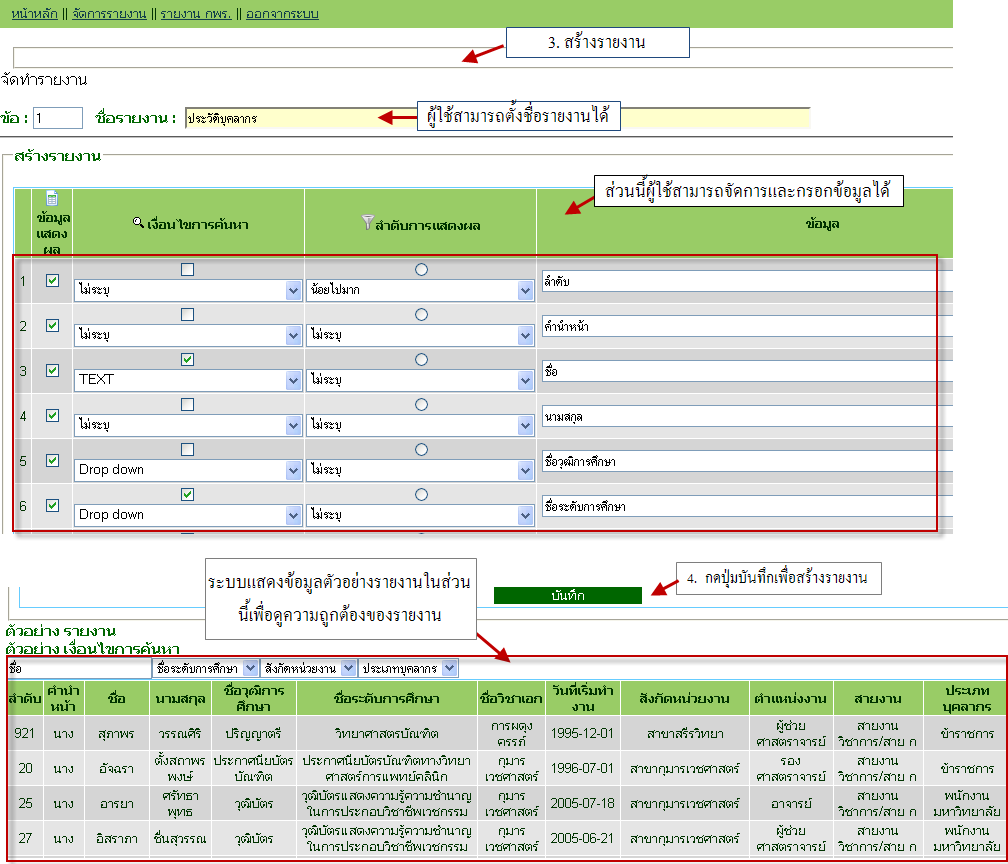 หน้าหลัก || จัดการรายงาน || รายงาน กพร. || ออกจากระบบ
3. สร้างรายงาน
จัดทำรายงาน
ข้อ : 1 ชื่อรายงาน : ประวัติบุคลากร
ผู้ใช้สามารถตั้งชื่อรายงานได้
สร้างรายงาน
ส่วนนี้ผู้ใช้สามารถจัดการและกรอกข้อมูลได้
ข้อมูล
แสดง
ผล
เงื่อนไขการค้นหา
ลำดับการแสดงผล
ข้อมูล
1 ไม่ระบุ น้อยไปมาก ลำดับ
2 ไม่ระบุ ไม่ระบุ คำนำหน้า
3 TEXT ไม่ระบุ ชื่อ
4 ไม่ระบุ ไม่ระบุ นามสกุล
5 Drop down ไม่ระบุ ชื่อวุฒิการศึกษา
6 Drop down ไม่ระบุ ชื่อระดับการศึกษา
ระบบแสดงข้อมูลตัวอย่างรายงานในส่วน
นี้เพื่อดูความถูกต้องของรายงาน
บันทึก
4. กดปุ่มบันทึกเพื่อสร้างรายงาน
ตัวอย่าง รายงาน
ตัวอย่าง เงื่อนไขการค้นหา
ชื่อ ชื่อระดับการศึกษา สังกัดหน่วยงาน ประเภทบุคลากร
ลำดับ คำนำหน้า ชื่อ นามสกุล ชื่อวุฒิการศึกษา ชื่อระดับการศึกษา ชื่อวิชาเอก วันที่เริ่มทำงาน สังกัดหน่วยงาน ตำแหน่งงาน สายงาน ประเภทบุคลากร
921 นาง สุภาพร วรรณศิริ ปริญญาตรี วิทยาศาสตรบัณฑิต การผดุงครรภ์ 1995-12-01 สาขาสรีรวิทยา ผู้ช่วยศาสตราจารย์ สายงานวิชาการ/สาย ก ข้าราชการ
20 นาง อัจฉรา ตั้งสถาพรพงษ์ ประกาศนียบัตรบัณฑิต ประกาศนียบัตรบัณฑิตทางวิทยาศาสตร์การแพทย์คลินิก กุมารเวชศาสตร์ 1996-07-01 สาขากุมารเวชศาสตร์ รองศาสตราจารย์ สายงานวิชาการ/สาย ก ข้าราชการ
25 นาง อารยา ศรัทธาพุทธ วุฒิบัตร วุฒิบัตรแสดงความรู้ความชำนาญในการประกอบวิชาชีพเวชกรรม กุมารเวชศาสตร์ 2005-07-18 สาขากุมารเวชศาสตร์ อาจารย์ สายงานวิชาการ/สาย ก พนักงานมหาวิทยาลัย
27 นาง อิสราภา ชื่นสุวรรณ วุฒิบัตร วุฒิบัตรแสดงความรู้ความชำนาญในการประกอบวิชาชีพเวชกรรม กุมารเวชศาสตร์ 2005-06-21 สาขากุมารเวชศาสตร์ ผู้ช่วยศาสตราจารย์ สายงานวิชาการ/สาย ก พนักงานมหาวิทยาลัย